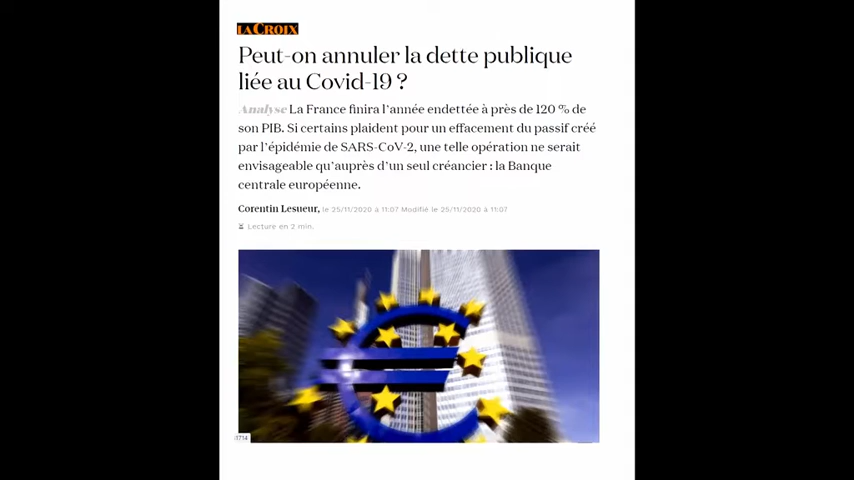 LA CROIX
Peut-on annuler la dette publique
liée au Covid-19 ?
Analyse La France finira l’année endettée à près de 120 % de
son PIB. Si certains plaident pour un effacement du passif créé
par l’épidémie de SARS-CoV-2, une telle opération ne serait
envisageable qu’auprès d’un seul créancier : la Banque
centrale européenne.
Corentin Lesueur, le 25/11/2020 à 11:07 Modifié le 25/11/2020 à 11:07
Lecture en 2 min.